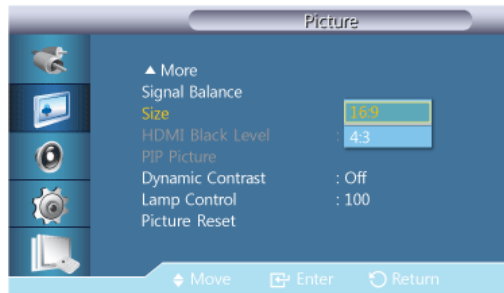 Picture
▲ More
Signal Balance
Size 16:9
HDMI Black Level : 4:3
PIP Picture
Dynamic Contrast : Off
Lamp Control : 100
Picture Reset
Move Enter Return